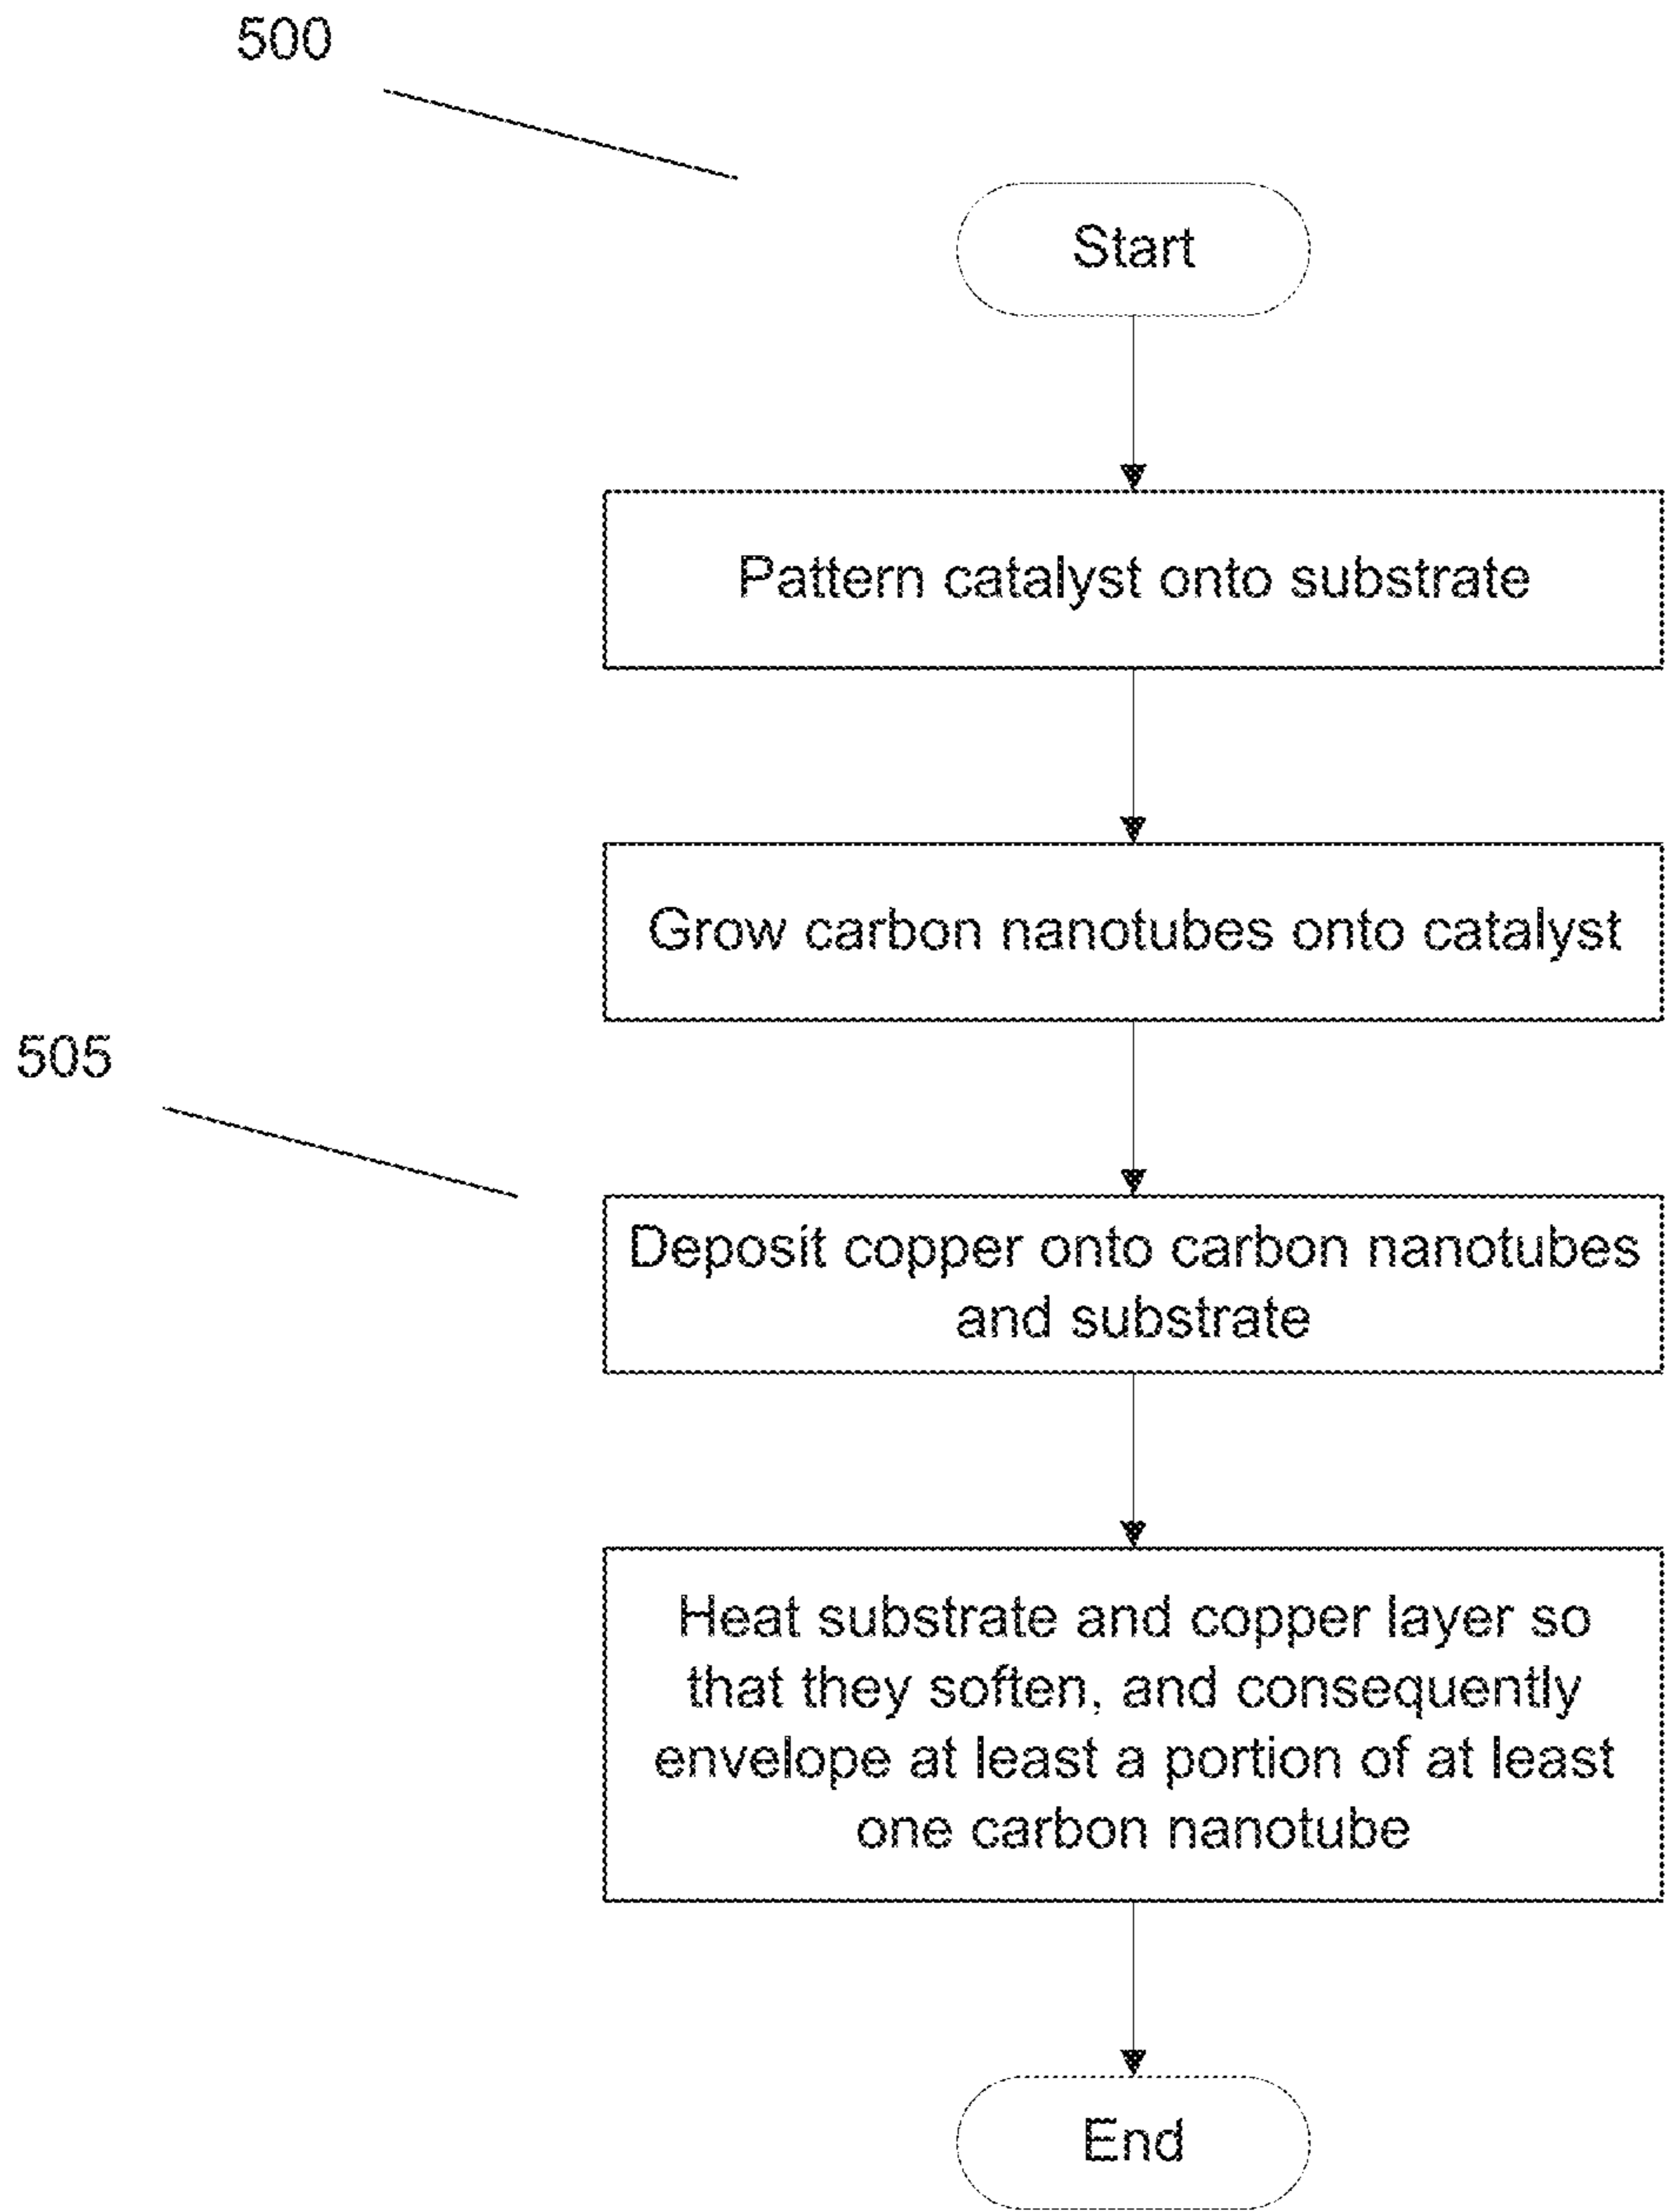 500
Start
Pattern catalyst onto substrate
Grow carbon nanotubes onto catalyst
505
Deposit copper onto carbon nanotubes
and substrate
Heat substrate and copper layer so
that they soften, and consequently
envelope at least a portion of at least
one carbon nanotube
End